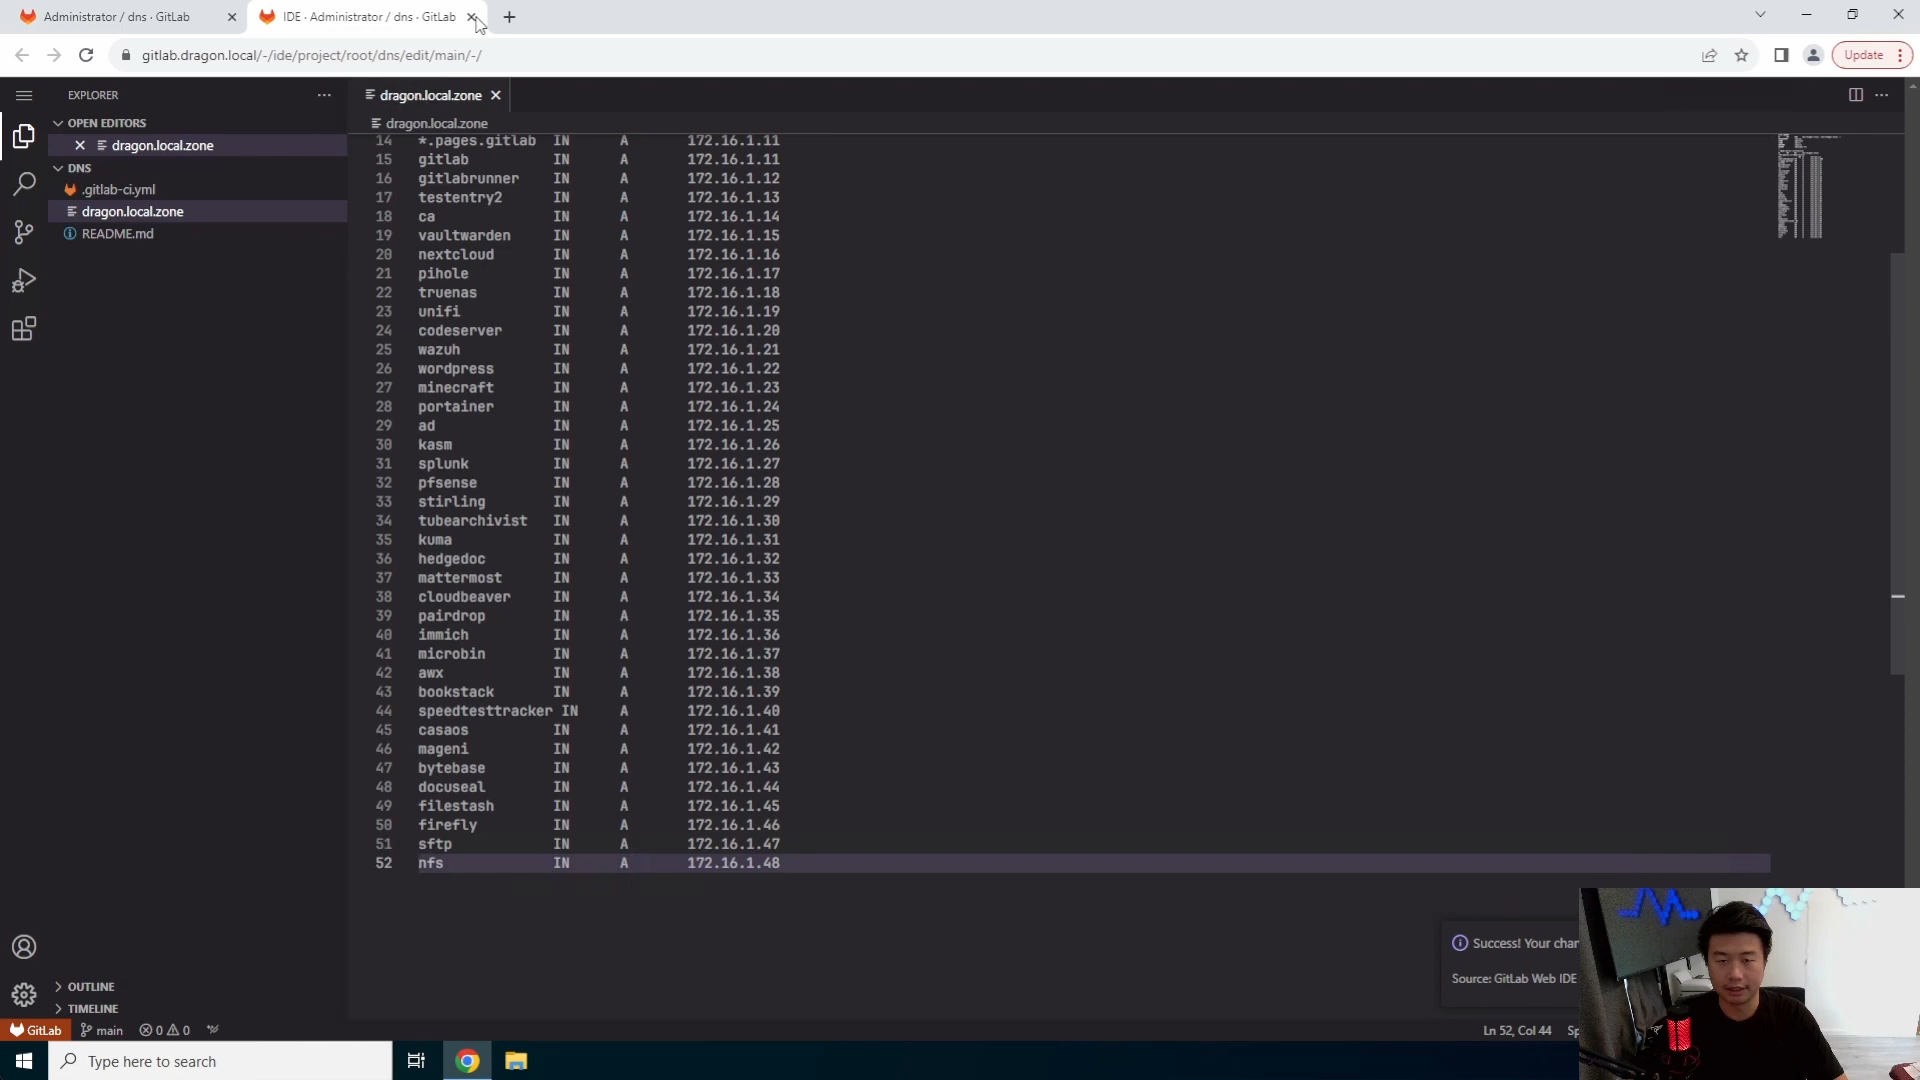 Administrator / dns · GitLab
IDE · Administrator / dns · GitLab
gitlab.dragon.local/-/ide/project/root/dns/edit/main/-/
Update
EXPLORER
OPEN EDITORS
dragon.local.zone
DNS
.gitlab-ci.yml
dragon.local.zone
README.md
OUTLINE
TIMELINE
dragon.local.zone
dragon.local.zone
14 *.pages.gitlab IN A 172.16.1.11
15 gitlab IN A 172.16.1.11
16 gitlabrunner IN A 172.16.1.12
17 testentry2 IN A 172.16.1.13
18 ca IN A 172.16.1.14
19 vaultwarden IN A 172.16.1.15
20 nextcloud IN A 172.16.1.16
21 pihole IN A 172.16.1.17
22 truenas IN A 172.16.1.18
23 unifi IN A 172.16.1.19
24 codeserver IN A 172.16.1.20
25 wazuh IN A 172.16.1.21
26 wordpress IN A 172.16.1.22
27 minecraft IN A 172.16.1.23
28 portainer IN A 172.16.1.24
29 ad IN A 172.16.1.25
30 kasm IN A 172.16.1.26
31 splunk IN A 172.16.1.27
32 pfsense IN A 172.16.1.28
33 stirling IN A 172.16.1.29
34 tubearchivist IN A 172.16.1.30
35 kuma IN A 172.16.1.31
36 hedgedoc IN A 172.16.1.32
37 mattermost IN A 172.16.1.33
38 cloudbeaver IN A 172.16.1.34
39 pairdrop IN A 172.16.1.35
40 immich IN A 172.16.1.36
41 microbin IN A 172.16.1.37
42 awx IN A 172.16.1.38
43 bookstack IN A 172.16.1.39
44 speedtesttracker IN A 172.16.1.40
45 casaos IN A 172.16.1.41
46 mageni IN A 172.16.1.42
47 bytebase IN A 172.16.1.43
48 docuseal IN A 172.16.1.44
49 filestash IN A 172.16.1.45
50 firefly IN A 172.16.1.46
51 sftp IN A 172.16.1.47
52 nfs IN A 172.16.1.48
Success! Your chan
Source: GitLab Web IDE
GitLab main 0 0 Ln 52, Col 44 Sp
Type here to search